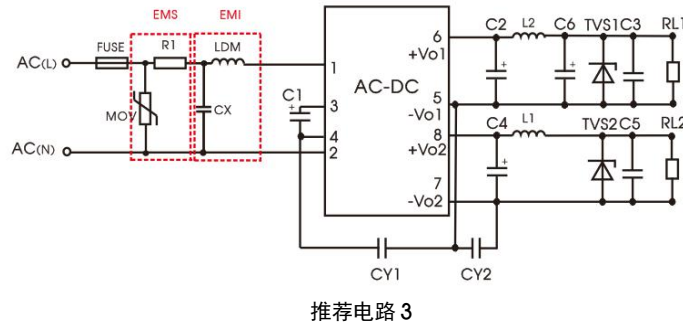 EMS EMI
FUSE R1 LDM
AC(L)
MOV CX
AC(N)
C1
1
3
4
2
AC-DC
6
+Vo1
5
-Vo1
8
+Vo2
7
-Vo2
C2 L2 C6 TVS1 C3 RL1
C4 L1 TVS2 C5 RL2
CY1 CY2
推荐电路 3